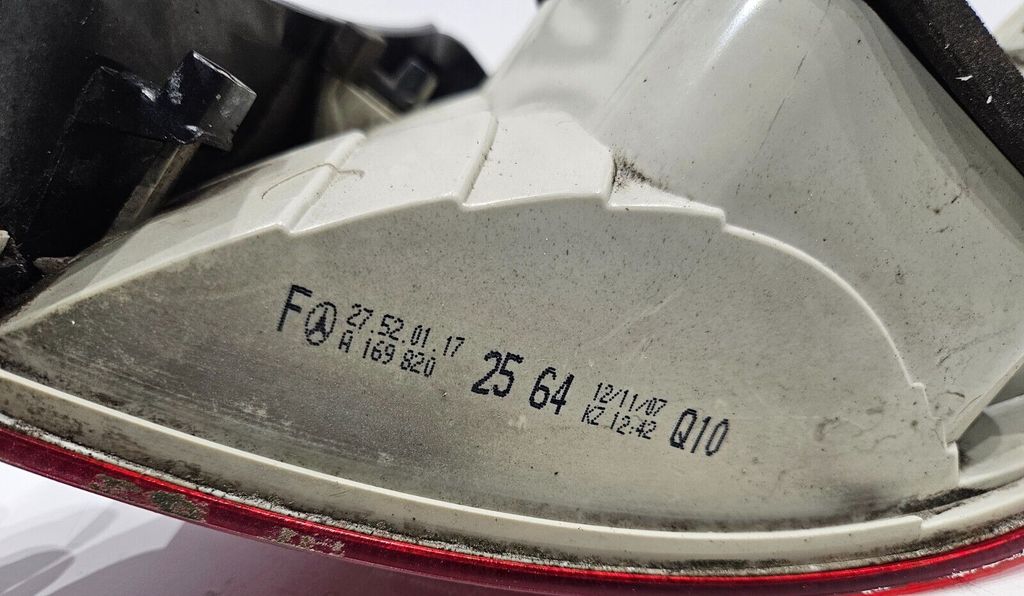 F 27.52.01.17
A 169 820 25 64
12/11/07
KZ 12:42 Q10